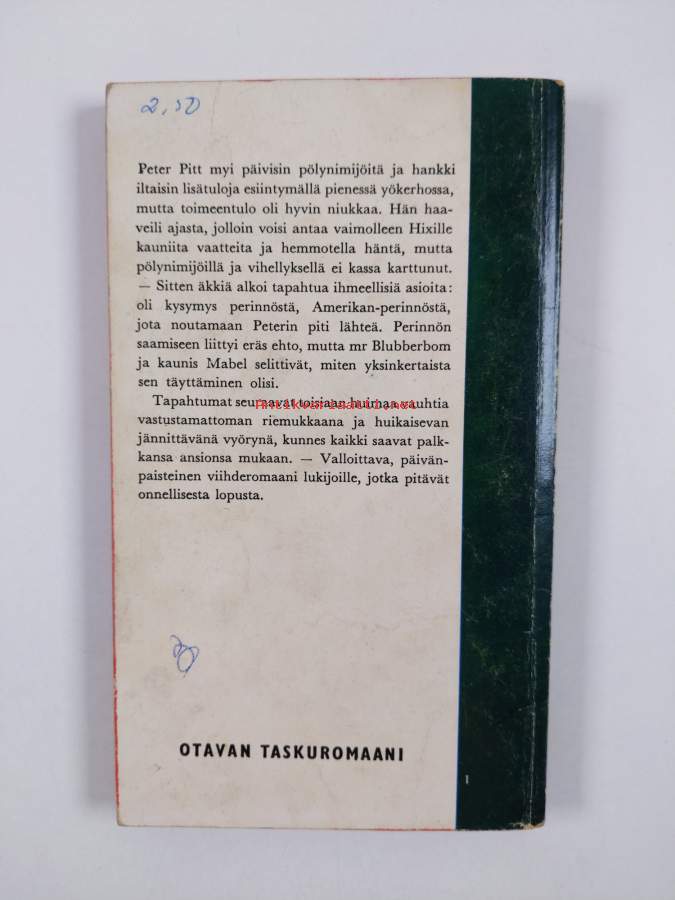 2,50
Peter Pitt myi päivisin pölynimijöitä ja hankki
iltaisin lisätuloja esiintymällä pienessä yökerhossa,
mutta toimeentulo oli hyvin niukkaa. Hän haa-
veili ajasta, jolloin voisi antaa vaimolleen Hixille
kauniita vaatteita ja hemmotella häntä, mutta
pölynimijöillä ja vihellyksellä ei kassa karttunut.
— Sitten äkkiä alkoi tapahtua ihmeellisiä asioita:
oli kysymys perinnöstä, Amerikan-perinnöstä,
jota noutamaan Peterin piti lähteä. Perinnön
saamiseen liittyi eräs ehto, mutta mr Blubberbom
ja kaunis Mabel selittivät, miten yksinkertaista
sen täyttäminen olisi.
Tapahtumat seuraavat toisiaan huimaa vauhtia
Antikvariaatti.net
vastustamattoman riemukkaana ja huikaisevan
jännittävänä vyörynä, kunnes kaikki saavat palk-
kansa ansionsa mukaan. — Valloittava, päivän-
paisteinen viihderomaani lukijoille, jotka pitävät
onnellisesta lopusta.
OTAVAN TASKUROMAANI